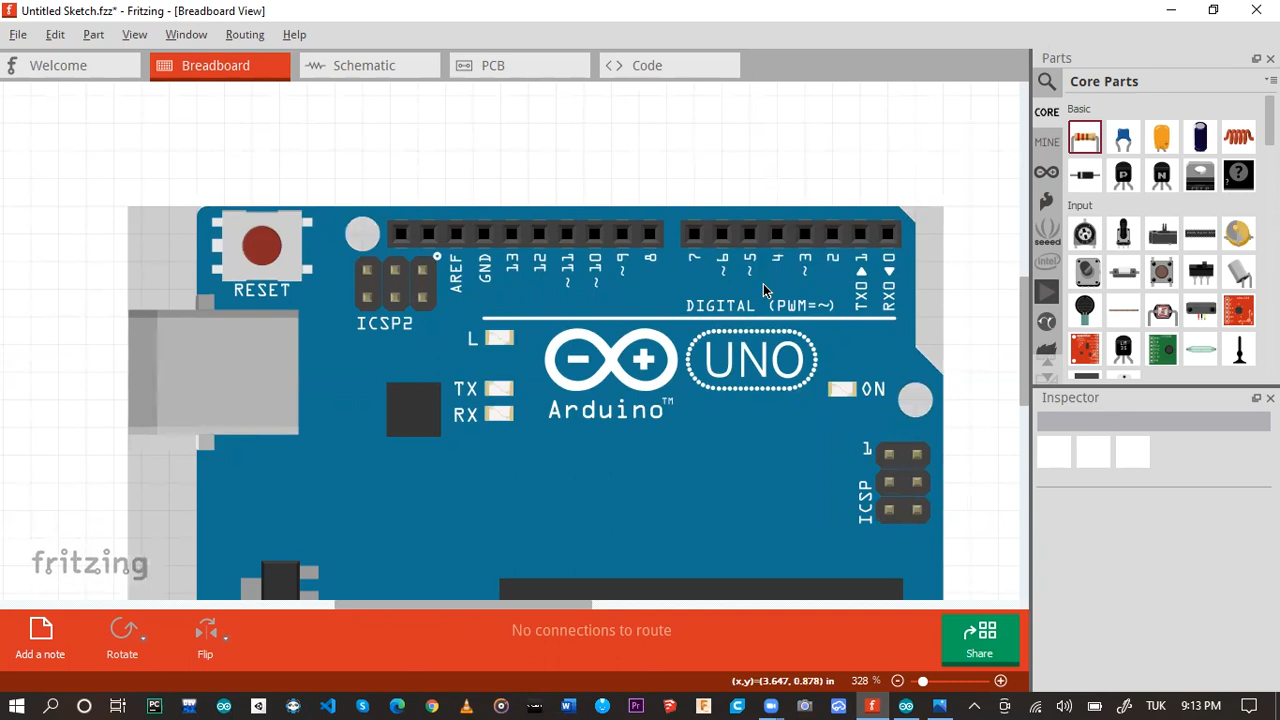 Untitled Sketch.fzz* - Fritzing - [Breadboard View]
File Edit Part View Window Routing Help
Welcome Breadboard Schematic PCB Code
Parts
Core Parts
CORE
Basic
MINE
Input
seeed
intel
RESET
ICSP2
AREF GND 13 12 ~11 ~10 ~9 8 7 ~6 ~5 4 ~3 2 TX0▶1 RX0◀0
DIGITAL (PWM=~)
L
TX
RX
UNO
Arduino™
ON
1
ICSP
fritzing
Inspector
Add a note
Rotate
Flip
No connections to route
Share
(x,y)=(3.647, 0.878) in 328 %
TUK 9:13 PM